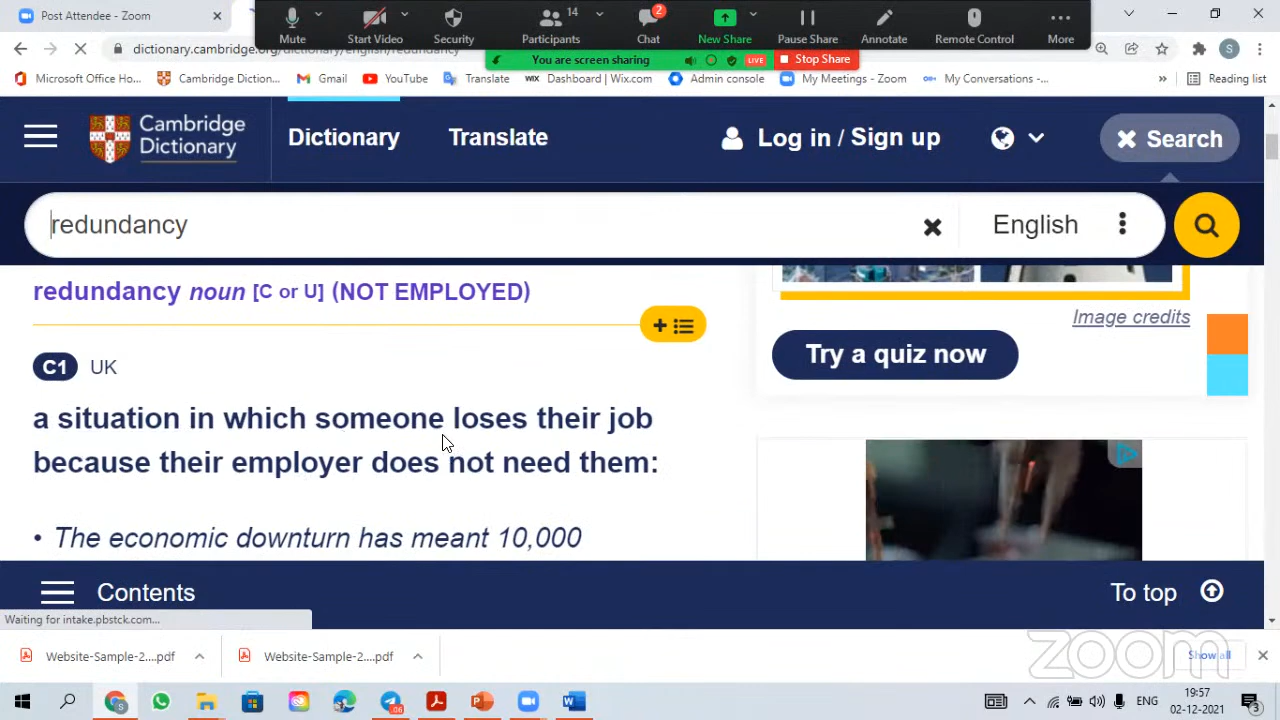 Post Attendee - Zoom
Mute
Start Video
Security
14
Participants
2
Chat
New Share
Pause Share
Annotate
Remote Control
More
dictionary.cambridge.org/dictionary/english/redundancy
You are screen sharing
LIVE
Stop Share
S
Microsoft Office Ho...
Cambridge Diction...
Gmail
YouTube
Translate
WIX Dashboard | Wix.com
Admin console
My Meetings - Zoom
My Conversations -...
Reading list
Cambridge
Dictionary
Dictionary
Translate
Log in / Sign up
Search
redundancy
English
redundancy noun [C or U] (NOT EMPLOYED)
Image credits
Try a quiz now
C1 UK
a situation in which someone loses their job
because their employer does not need them:
• The economic downturn has meant 10,000
Contents
To top
Waiting for intake.pbstck.com...
Website-Sample-2....pdf
Website-Sample-2....pdf
zoom
Show all
ENG
19:57
02-12-2021
3